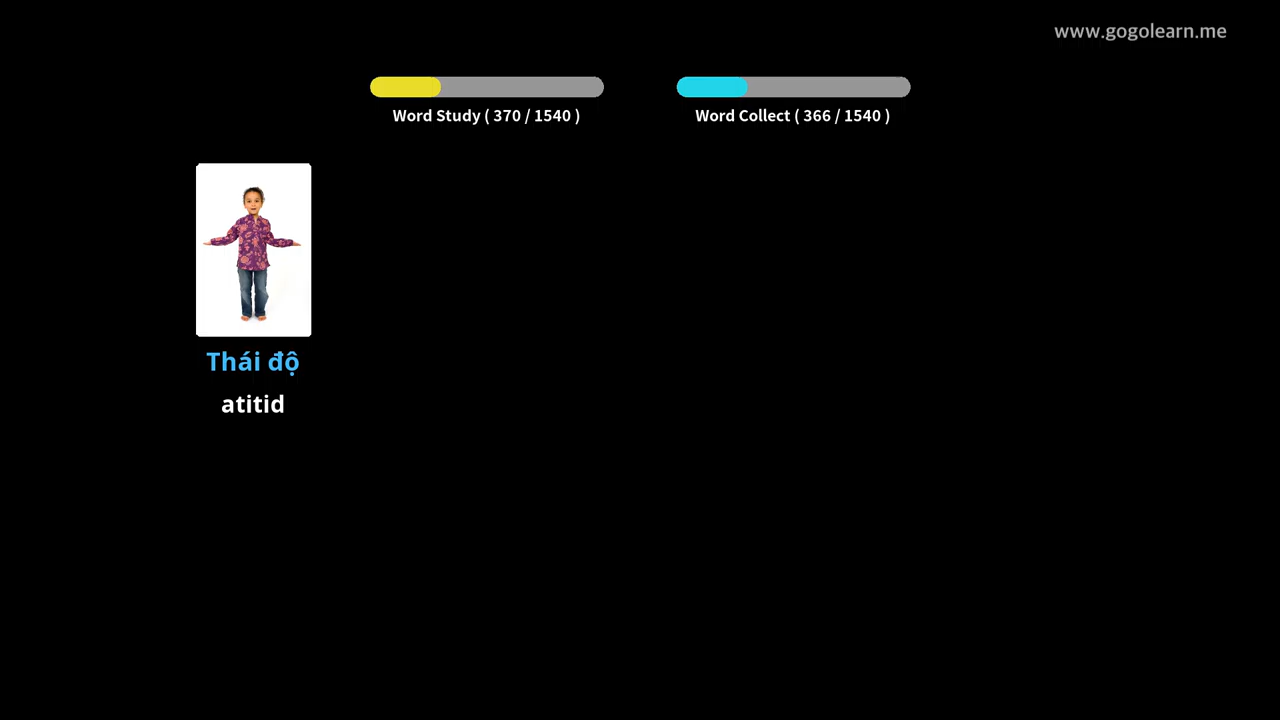 www.gogolearn.me
Word Study ( 370 / 1540 )
Word Collect ( 366 / 1540 )
Thái độ
atitid